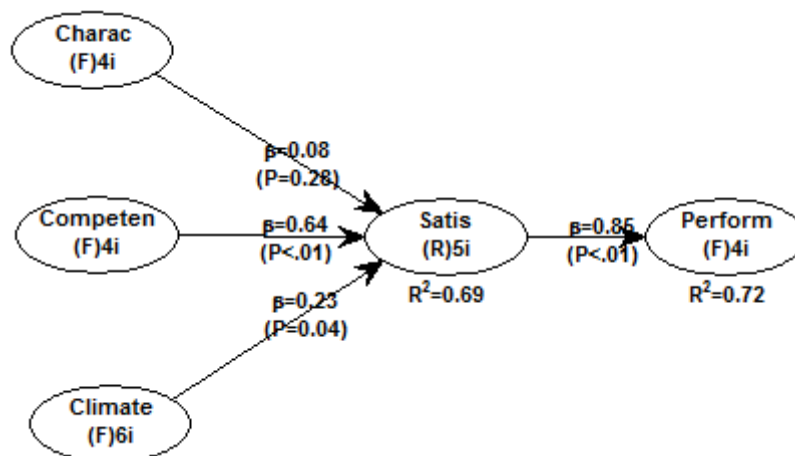 Charac
(F)4i
β=0.08
(P=0.28)
Competen
(F)4i
β=0.64
(P<.01)
Satis
(R)5i
R²=0.69
β=0.85
(P<.01)
Perform
(F)4i
R²=0.72
β=0.23
(P=0.04)
Climate
(F)6i